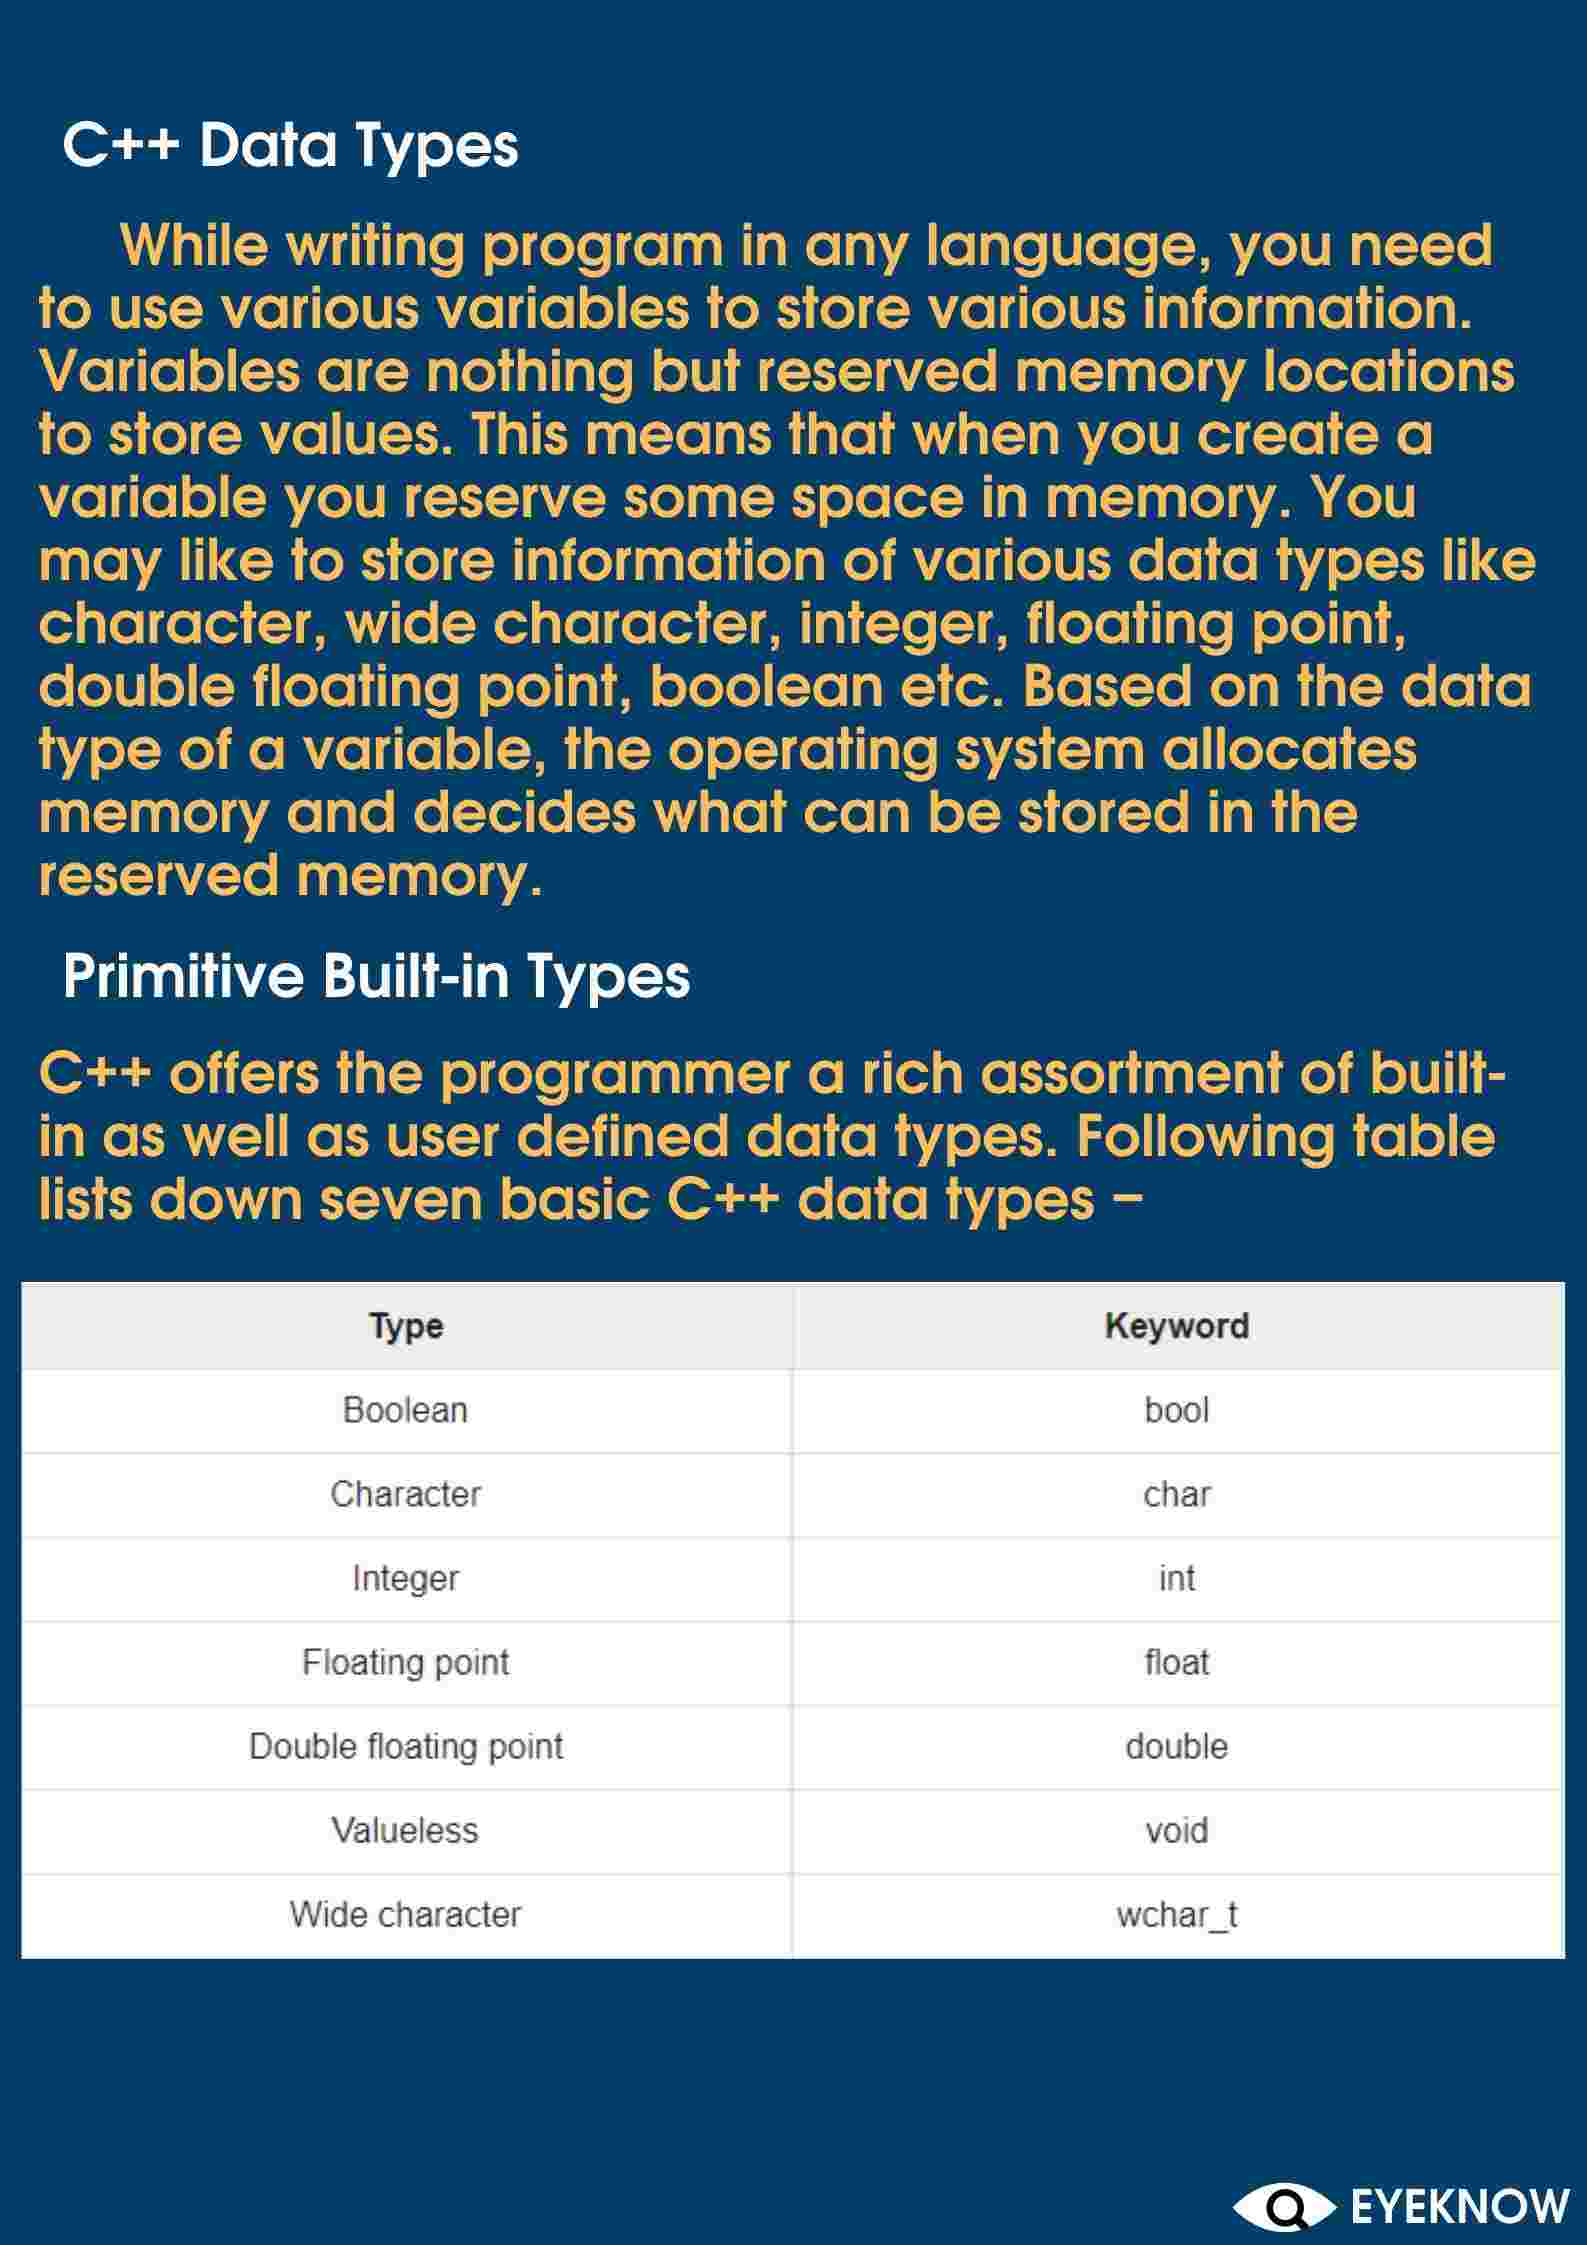 C++ Data Types
While writing program in any language, you need
to use various variables to store various information.
Variables are nothing but reserved memory locations
to store values. This means that when you create a
variable you reserve some space in memory. You
may like to store information of various data types like
character, wide character, integer, floating point,
double floating point, boolean etc. Based on the data
type of a variable, the operating system allocates
memory and decides what can be stored in the
reserved memory.
Primitive Built-in Types
C++ offers the programmer a rich assortment of built-
in as well as user defined data types. Following table
lists down seven basic C++ data types –
Type Keyword
Boolean bool
Character char
Integer int
Floating point float
Double floating point double
Valueless void
Wide character wchar_t
EYEKNOW